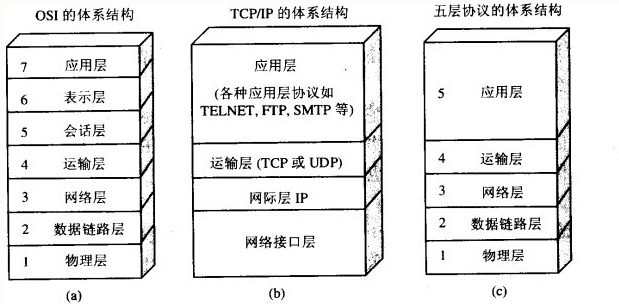 OSI 的体系结构
7 应用层
6 表示层
5 会话层
4 运输层
3 网络层
2 数据链路层
1 物理层
(a)
TCP/IP 的体系结构
应用层
(各种应用层协议如
TELNET, FTP, SMTP 等)
运输层 (TCP 或 UDP)
网际层 IP
网络接口层
(b)
五层协议的体系结构
5 应用层
4 运输层
3 网络层
2 数据链路层
1 物理层
(c)